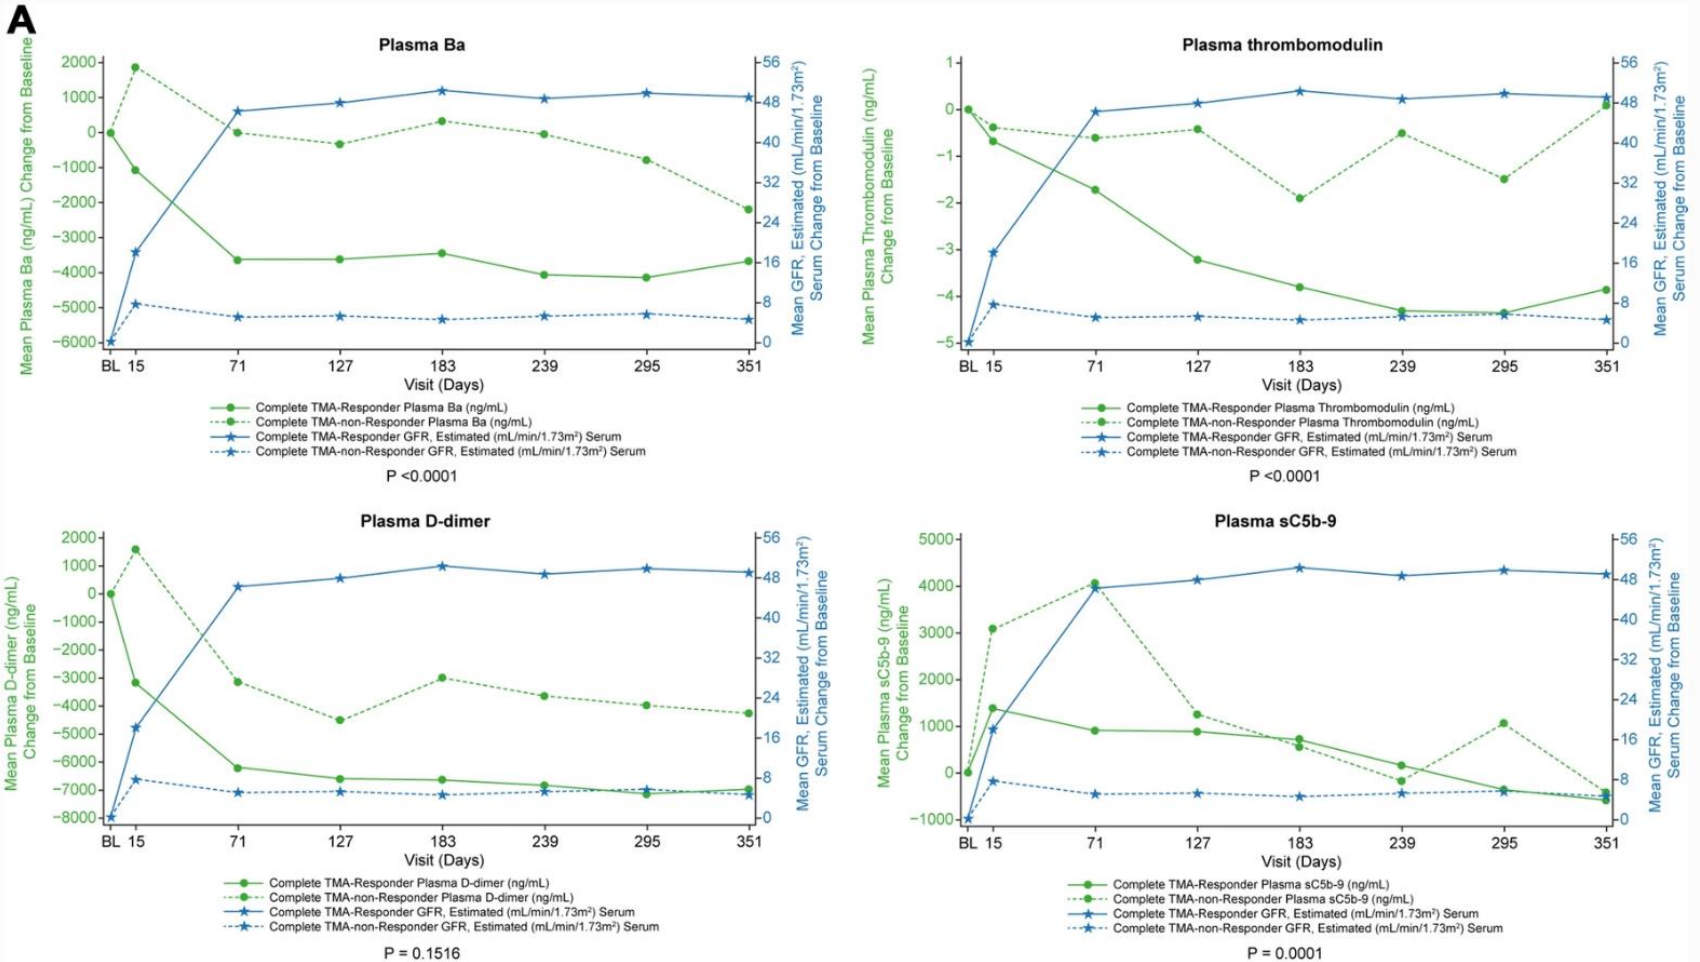 A
Plasma Ba
Mean Plasma Ba (ng/mL) Change from Baseline
2000
1000
0
−1000
−2000
−3000
−4000
−5000
−6000
56
48
40
32
24
16
8
0
Mean GFR, Estimated (mL/min/1.73m²)
Serum Change from Baseline
BL 15 71 127 183 239 295 351
Visit (Days)
Complete TMA-Responder Plasma Ba (ng/mL)
Complete TMA-non-Responder Plasma Ba (ng/mL)
Complete TMA-Responder GFR, Estimated (mL/min/1.73m²) Serum
Complete TMA-non-Responder GFR, Estimated (mL/min/1.73m²) Serum
P <0.0001
Plasma thrombomodulin
Mean Plasma Thrombomodulin (ng/mL)
Change from Baseline
1
0
−1
−2
−3
−4
−5
56
48
40
32
24
16
8
0
Mean GFR, Estimated (mL/min/1.73m²)
Serum Change from Baseline
BL 15 71 127 183 239 295 351
Visit (Days)
Complete TMA-Responder Plasma Thrombomodulin (ng/mL)
Complete TMA-non-Responder Plasma Thrombomodulin (ng/mL)
Complete TMA-Responder GFR, Estimated (mL/min/1.73m²) Serum
Complete TMA-non-Responder GFR, Estimated (mL/min/1.73m²) Serum
P <0.0001
Plasma D-dimer
Mean Plasma D-dimer (ng/mL)
Change from Baseline
2000
1000
0
−1000
−2000
−3000
−4000
−5000
−6000
−7000
−8000
56
48
40
32
24
16
8
0
Mean GFR, Estimated (mL/min/1.73m²)
Serum Change from Baseline
BL 15 71 127 183 239 295 351
Visit (Days)
Complete TMA-Responder Plasma D-dimer (ng/mL)
Complete TMA-non-Responder Plasma D-dimer (ng/mL)
Complete TMA-Responder GFR, Estimated (mL/min/1.73m²) Serum
Complete TMA-non-Responder GFR, Estimated (mL/min/1.73m²) Serum
P = 0.1516
Plasma sC5b-9
Mean Plasma sC5b-9 (ng/mL)
Change from Baseline
5000
4000
3000
2000
1000
0
−1000
56
48
40
32
24
16
8
0
Mean GFR, Estimated (mL/min/1.73m²)
Serum Change from Baseline
BL 15 71 127 183 239 295 351
Visit (Days)
Complete TMA-Responder Plasma sC5b-9 (ng/mL)
Complete TMA-non-Responder Plasma sC5b-9 (ng/mL)
Complete TMA-Responder GFR, Estimated (mL/min/1.73m²) Serum
Complete TMA-non-Responder GFR, Estimated (mL/min/1.73m²) Serum
P = 0.0001